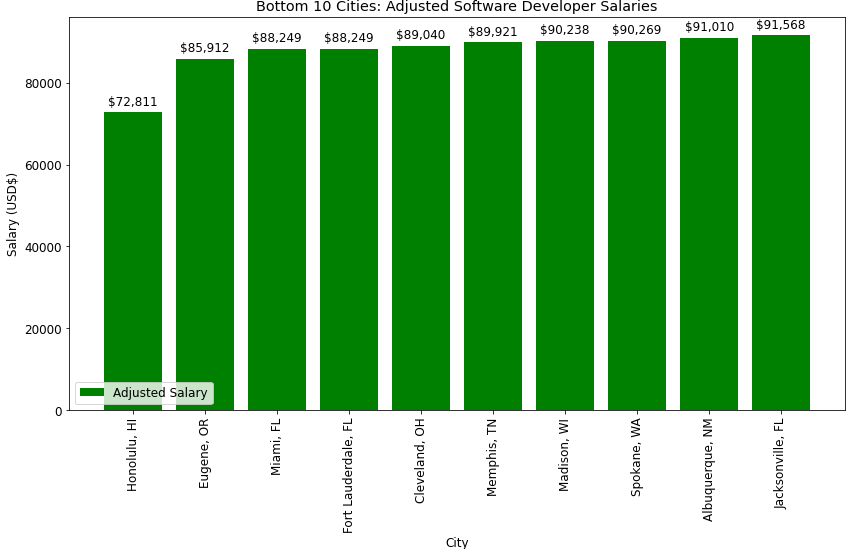 Bottom 10 Cities: Adjusted Software Developer Salaries
$72,811
$85,912
$88,249
$88,249
$89,040
$89,921
$90,238
$90,269
$91,010
$91,568
80000
60000
40000
20000
0
Salary (USD$)
Adjusted Salary
Honolulu, HI
Eugene, OR
Miami, FL
Fort Lauderdale, FL
Cleveland, OH
Memphis, TN
Madison, WI
Spokane, WA
Albuquerque, NM
Jacksonville, FL
City